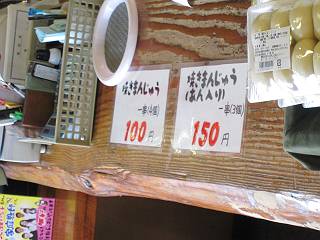 焼きまんじゅう
一串(4個)
100円
焼きまんじゅう
(あん入り)
一串(3個)
150円